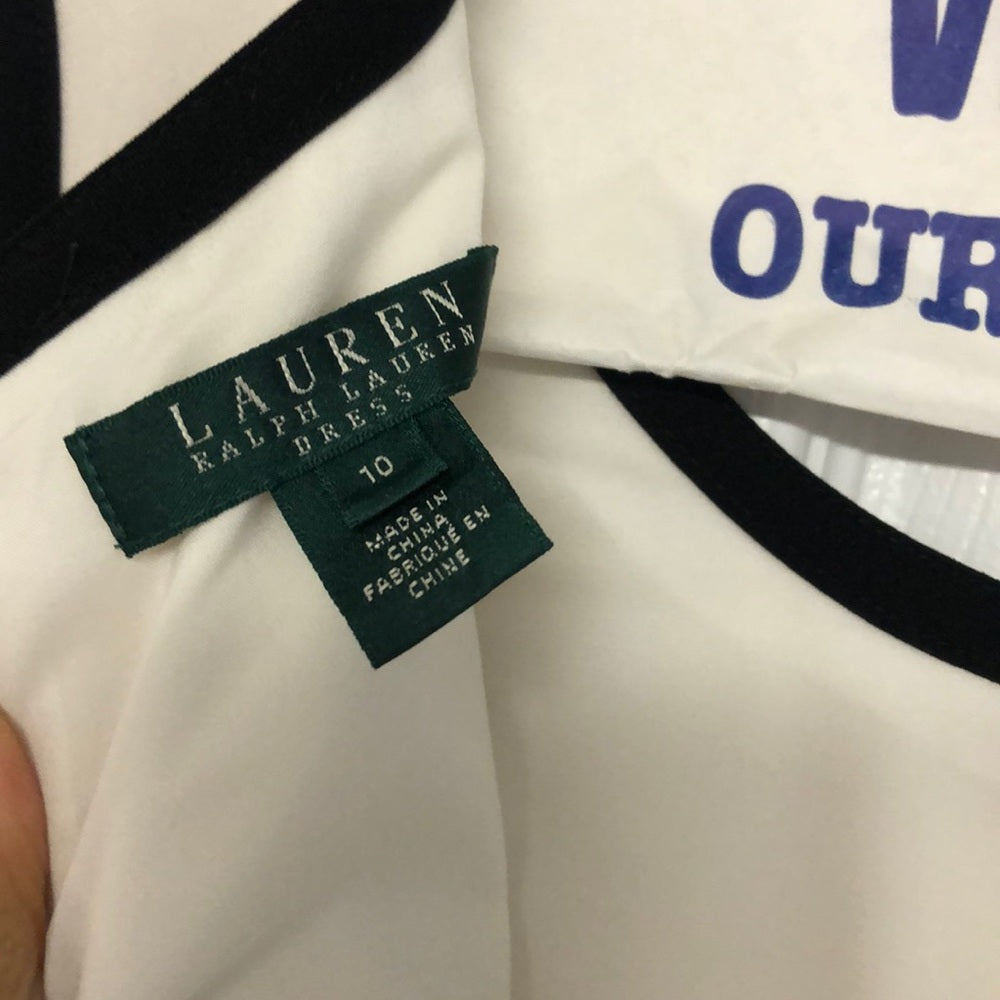 LAUREN
RALPH LAUREN
DRESS
10
MADE IN
CHINA
FABRIQUÉ EN
CHINE
OUR